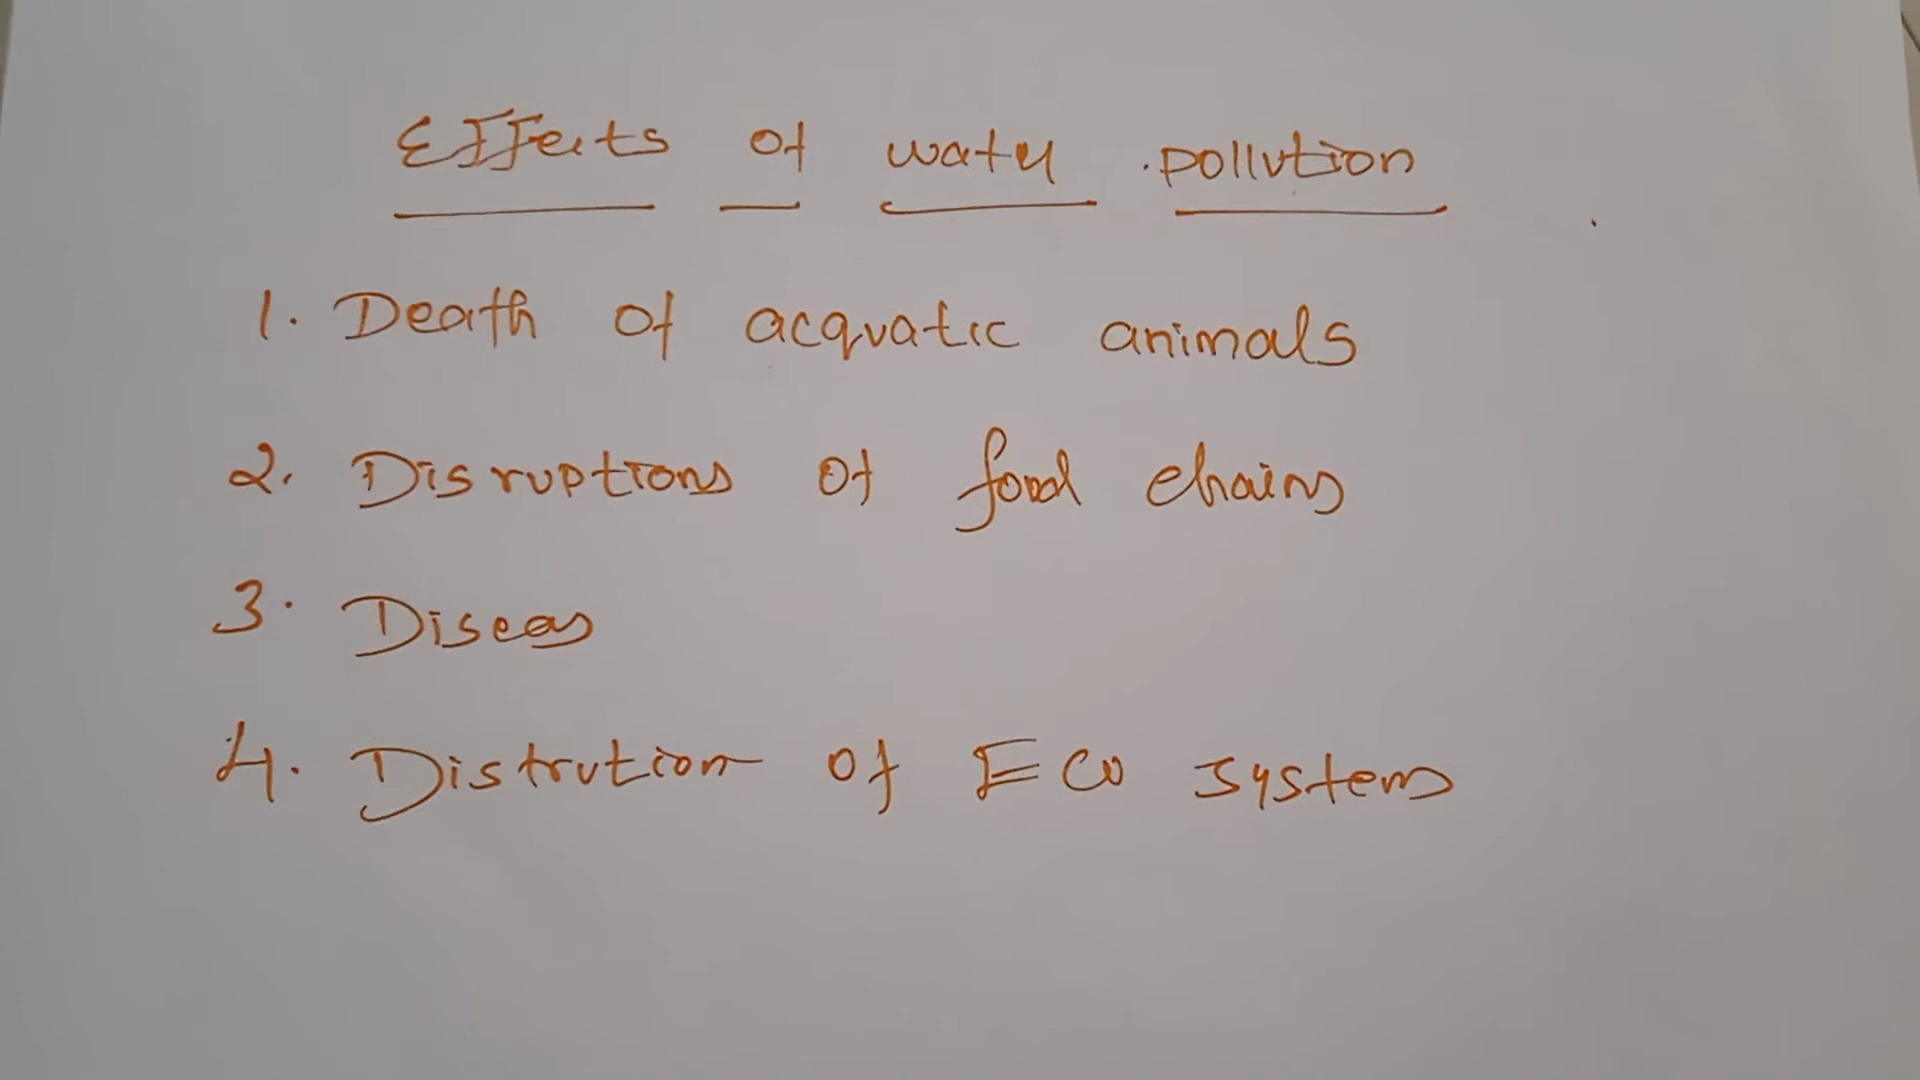 Effects of water pollution
1. Death of acquatic animals
2. Disruptions of food chains
3. Diseas
4. Distrution of Eco systems